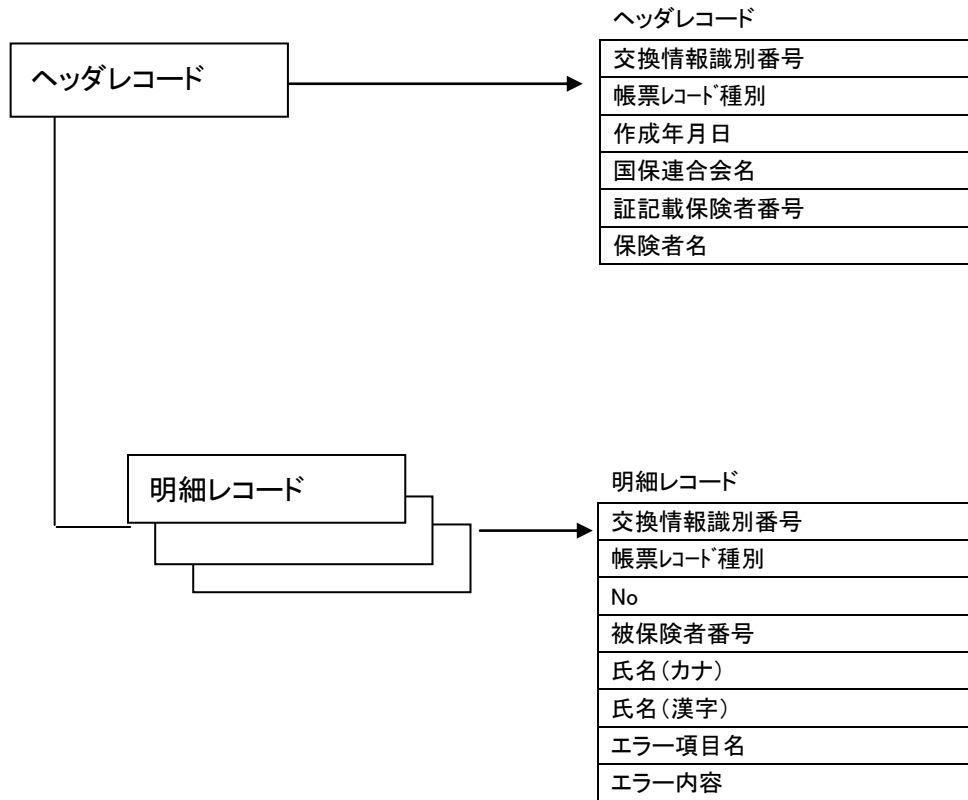 ヘッダレコード
ヘッダレコード
交換情報識別番号
帳票ﾚｺｰﾄﾞ種別
作成年月日
国保連合会名
証記載保険者番号
保険者名
明細レコード
明細レコード
交換情報識別番号
帳票ﾚｺｰﾄﾞ種別
No
被保険者番号
氏名(カナ)
氏名(漢字)
エラー項目名
エラー内容